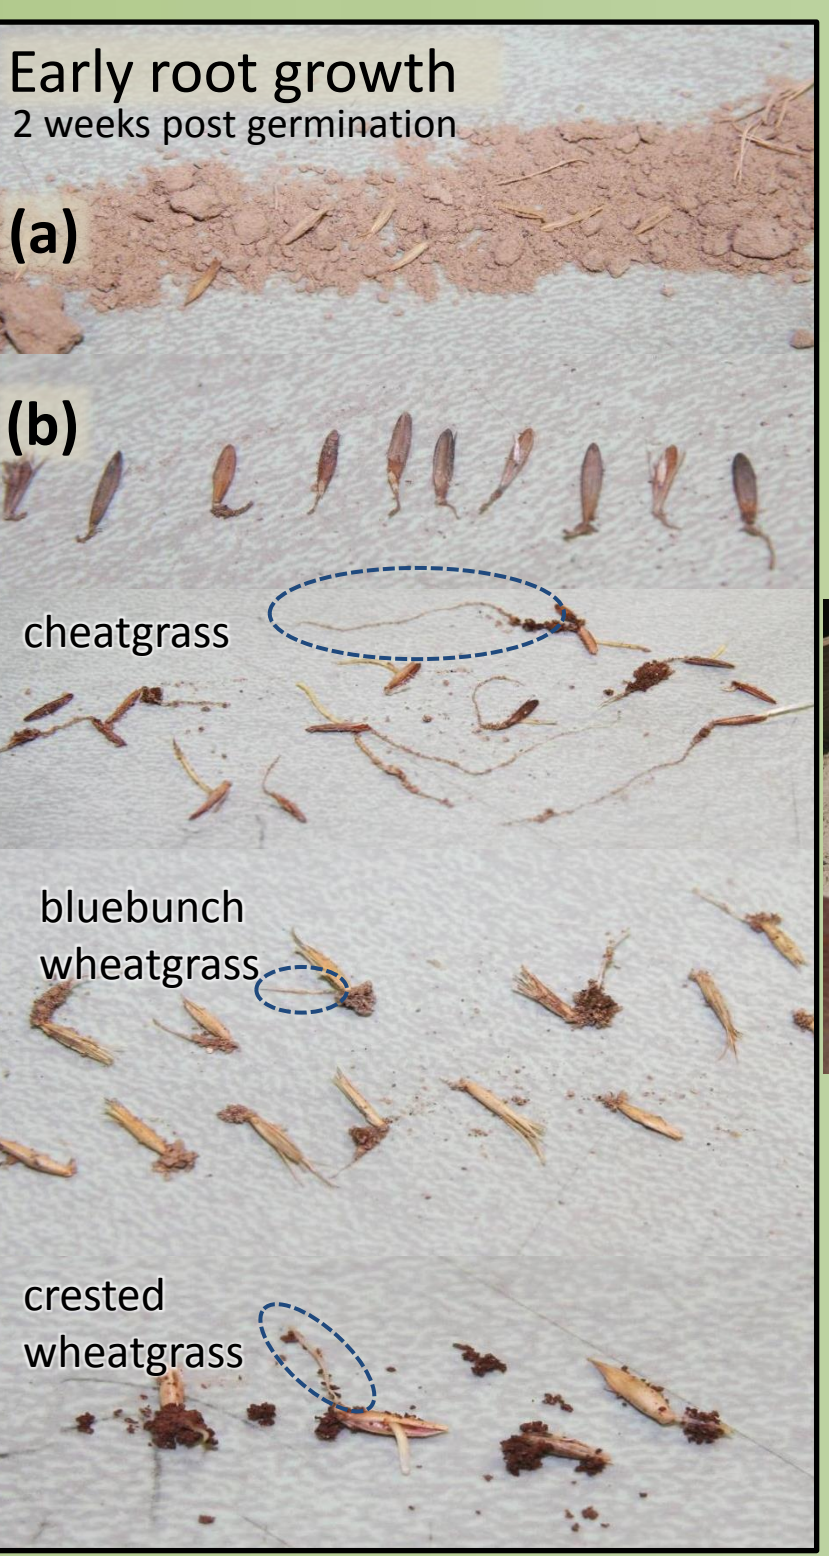 Early root growth
2 weeks post germination
(a)
(b)
cheatgrass
bluebunch
wheatgrass
crested
wheatgrass